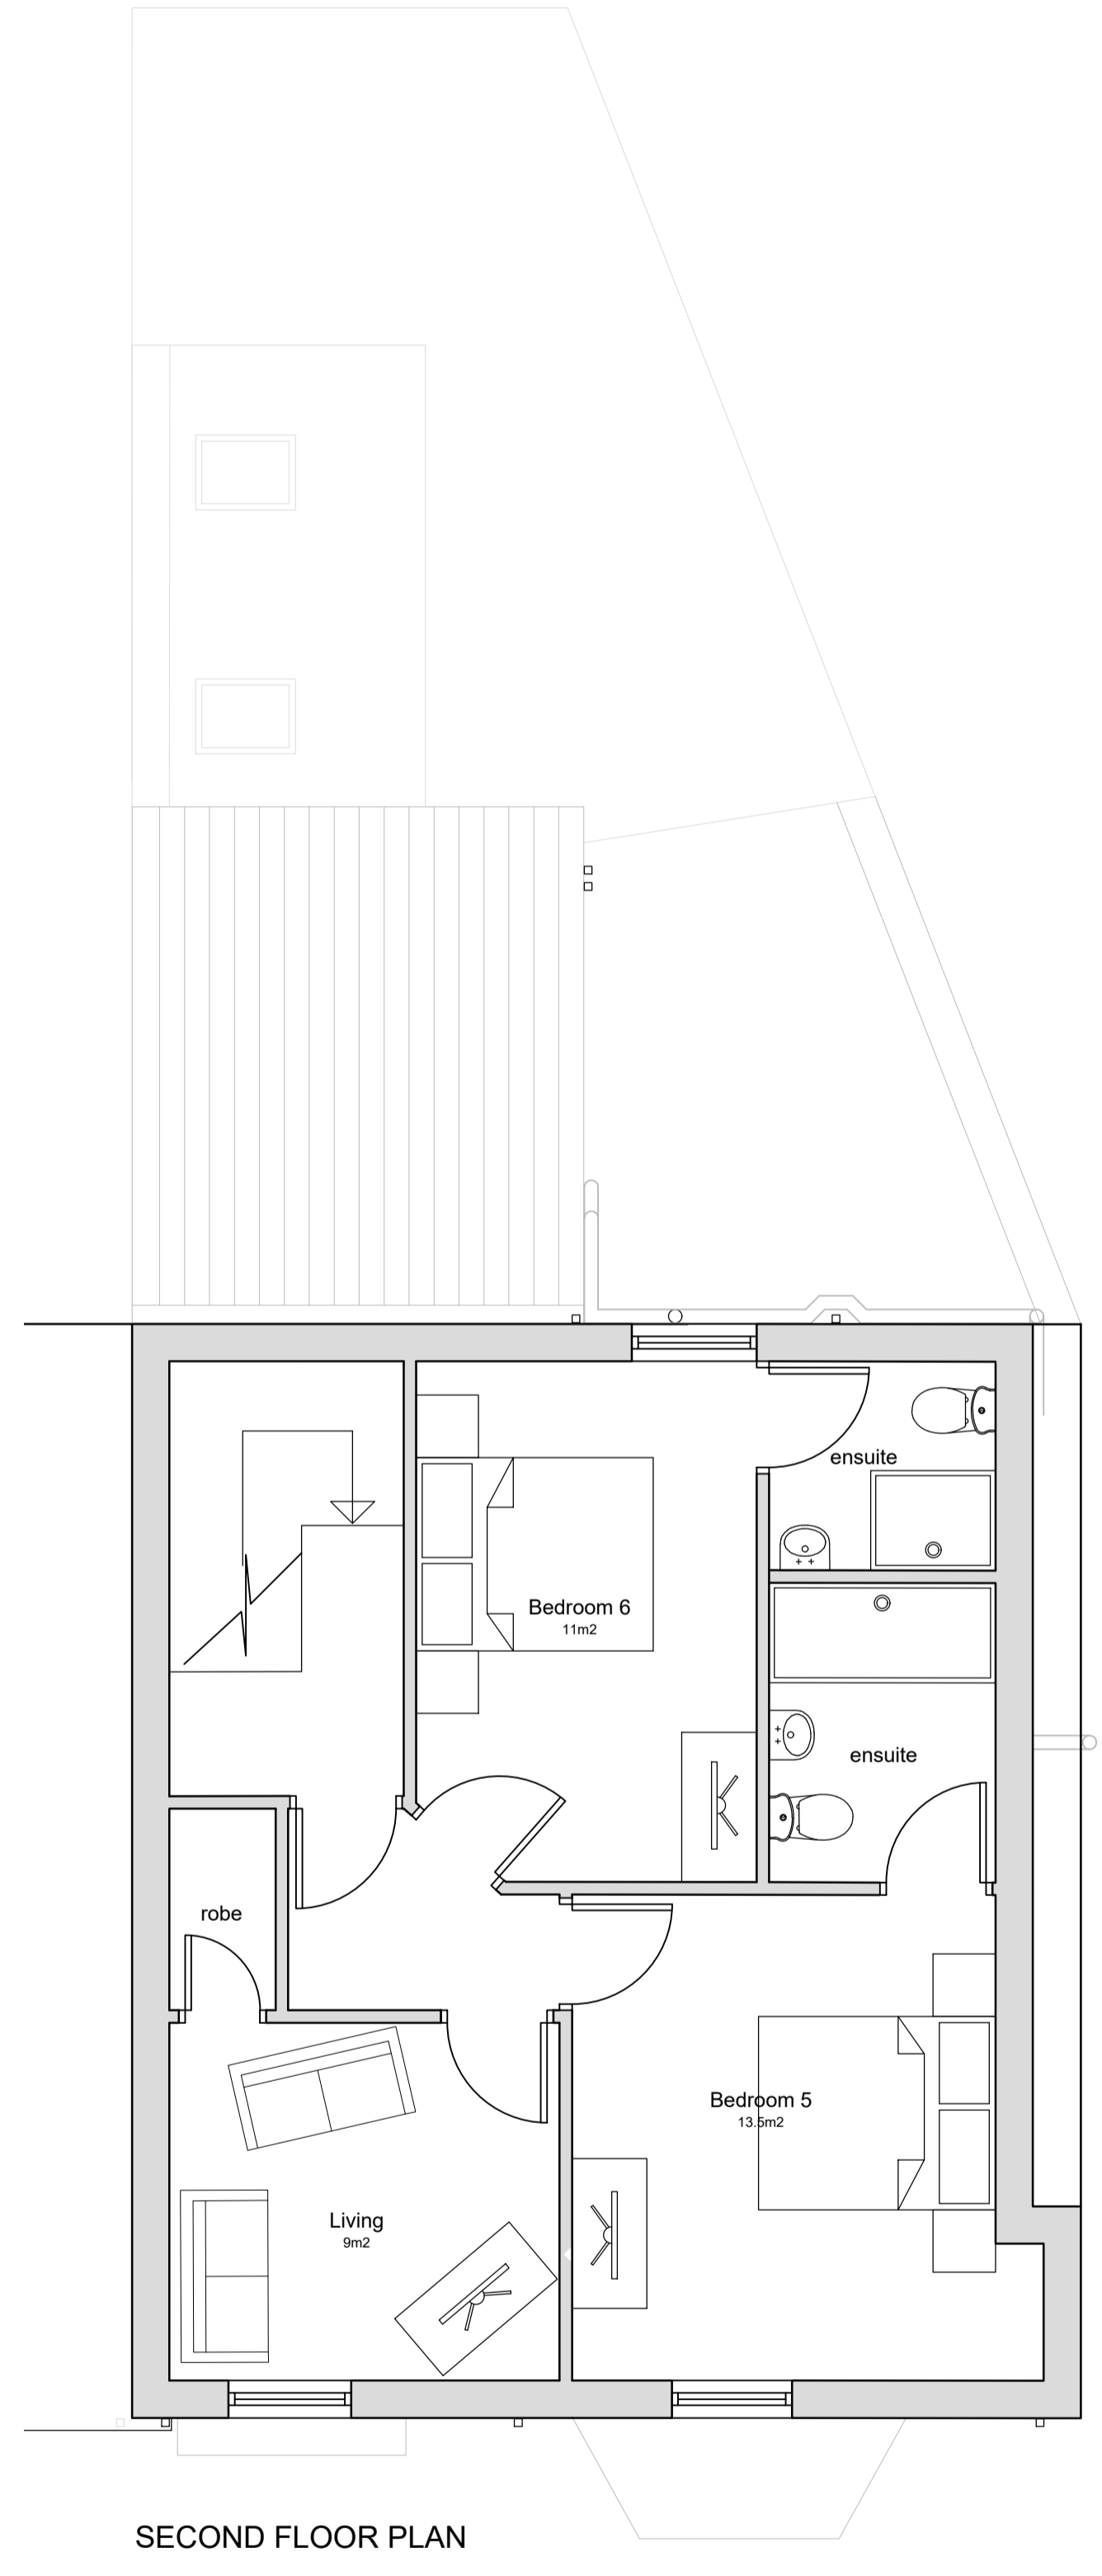 ensuite
Bedroom 6
11m2
ensuite
robe
Bedroom 5
13.5m2
Living
9m2
SECOND FLOOR PLAN